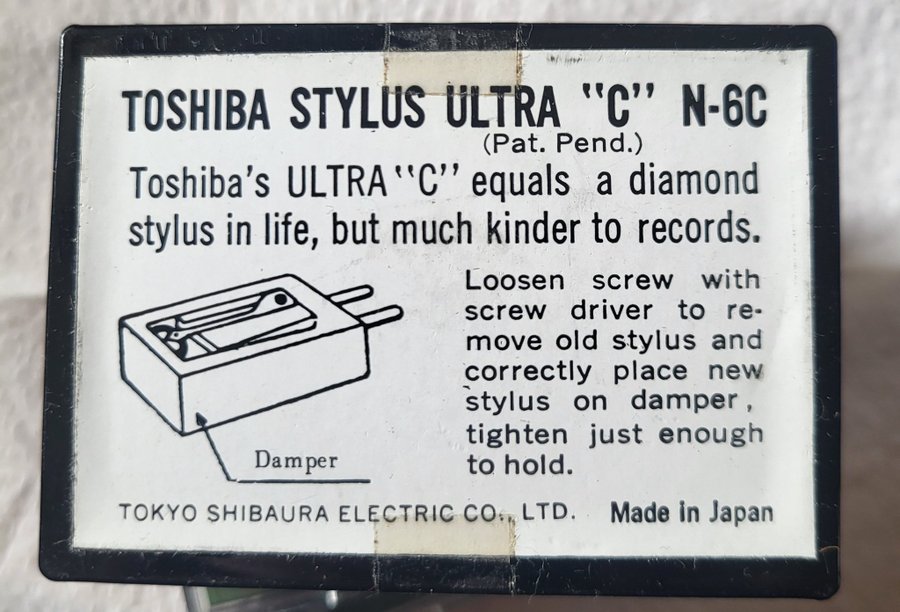 TOSHIBA STYLUS ULTRA "C" N-6C
(Pat. Pend.)
Toshiba's ULTRA "C" equals a diamond
stylus in life, but much kinder to records.
Loosen screw with
screw driver to re-
move old stylus and
correctly place new
stylus on damper,
tighten just enough
to hold.
Damper
TOKYO SHIBAURA ELECTRIC CO., LTD. Made in Japan